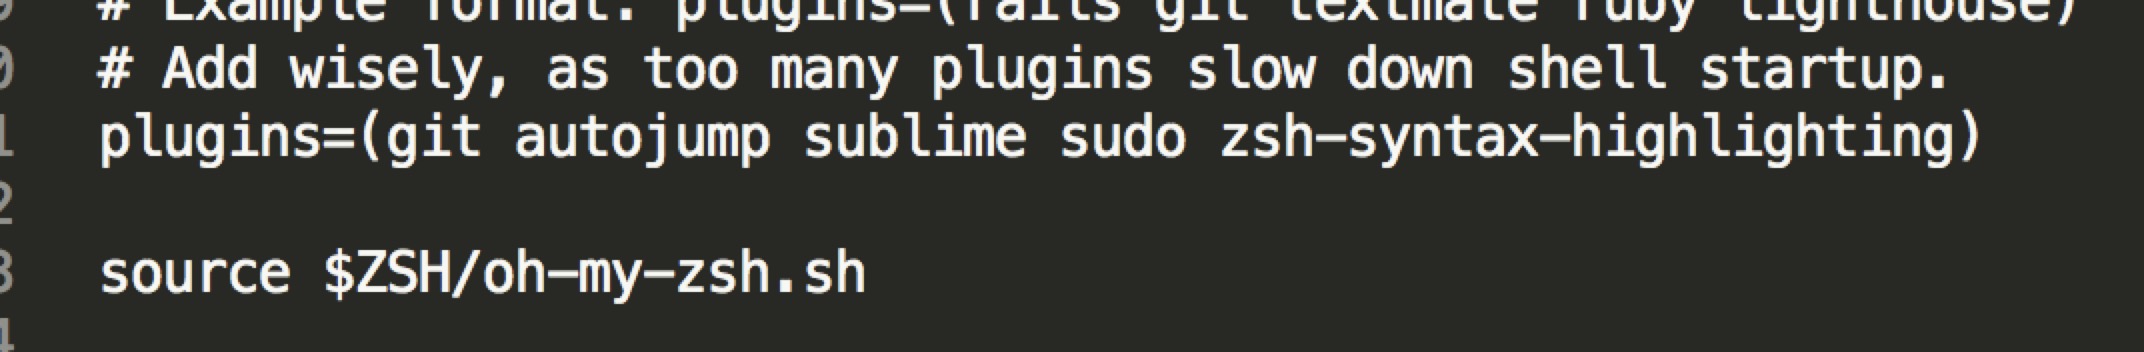 # Example format: plugins=(rails git textmate ruby lighthouse)
# Add wisely, as too many plugins slow down shell startup.
plugins=(git autojump sublime sudo zsh-syntax-highlighting)
source $ZSH/oh-my-zsh.sh